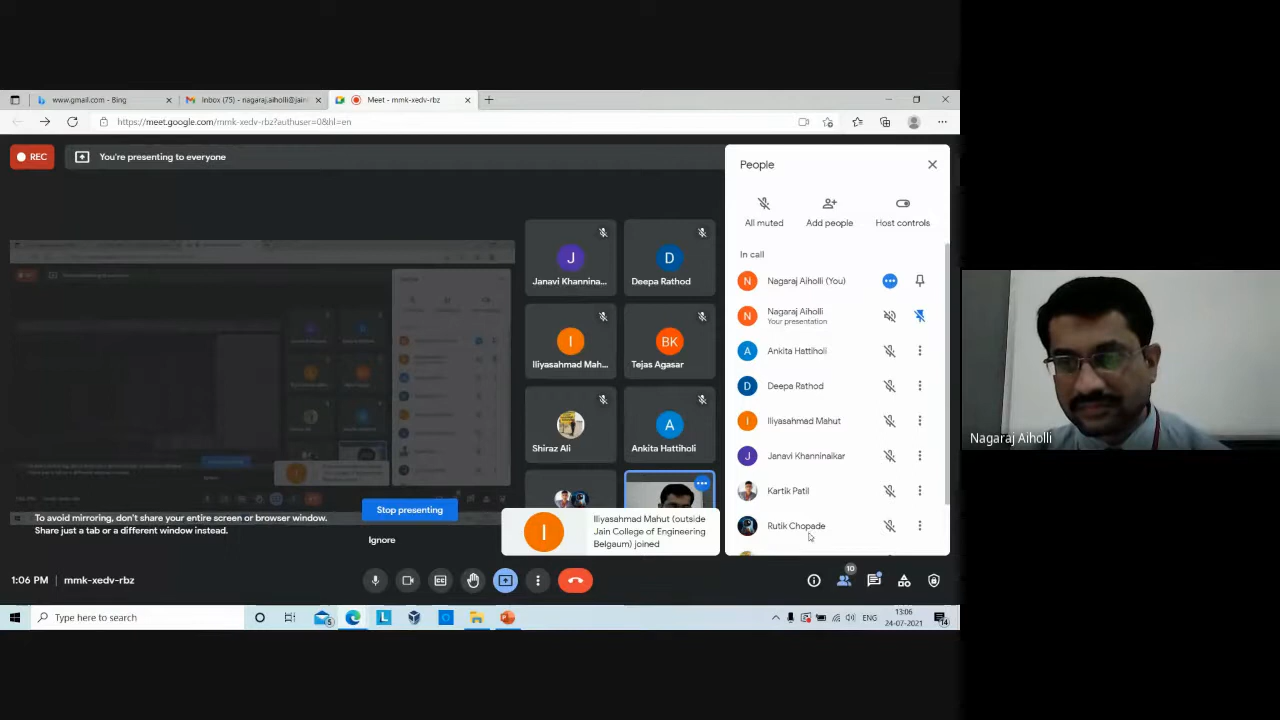 www.gmail.com - Bing
Inbox (75) - nagaraj.aiholli@jain
Meet - mmk-xedv-rbz
https://meet.google.com/mmk-xedv-rbz?authuser=0&hl=en
REC
You're presenting to everyone
People
All muted
Add people
Host controls
In call
Nagaraj Aiholli (You)
Nagaraj Aiholli
Your presentation
Ankita Hattiholi
Deepa Rathod
Iliyasahmad Mahut
Janavi Khanninaikar
Kartik Patil
Rutik Chopade
J
Janavi Khannina...
D
Deepa Rathod
I
Iliyasahmad Mah...
BK
Tejas Agasar
Shiraz Ali
A
Ankita Hattiholi
N
N
A
D
I
J
To avoid mirroring, don't share your entire screen or browser window.
Share just a tab or a different window instead.
Stop presenting
Ignore
I
Iliyasahmad Mahut (outside
Jain College of Engineering
Belgaum) joined
1:06 PM | mmk-xedv-rbz
10
Type here to search
ENG
13:06
24-07-2021
Nagaraj Aiholli